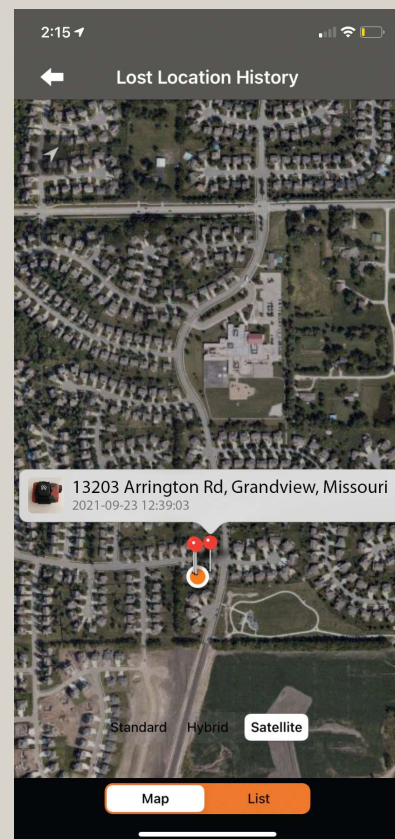 2:15
Lost Location History
13203 Arrington Rd, Grandview, Missouri
2021-09-23 12:39:03
Standard Hybrid Satellite
Map List